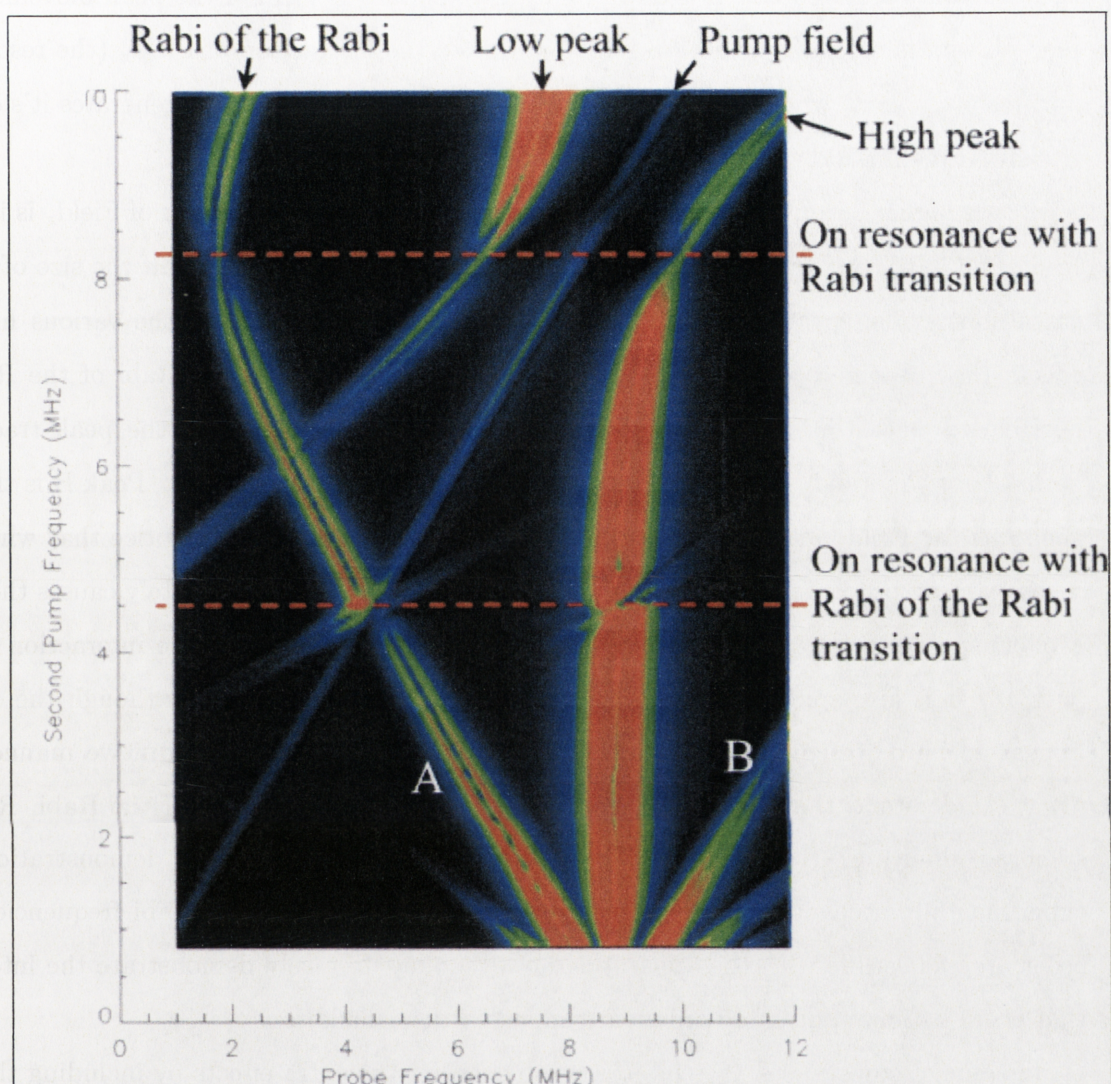 Rabi of the Rabi
Low peak
Pump field
High peak
On resonance with
Rabi transition
On resonance with
Rabi of the Rabi
transition
A
B
Second Pump Frequency (MHz)
10
8
6
4
2
0
0 2 4 6 8 10 12
Probe Frequency (MHz)